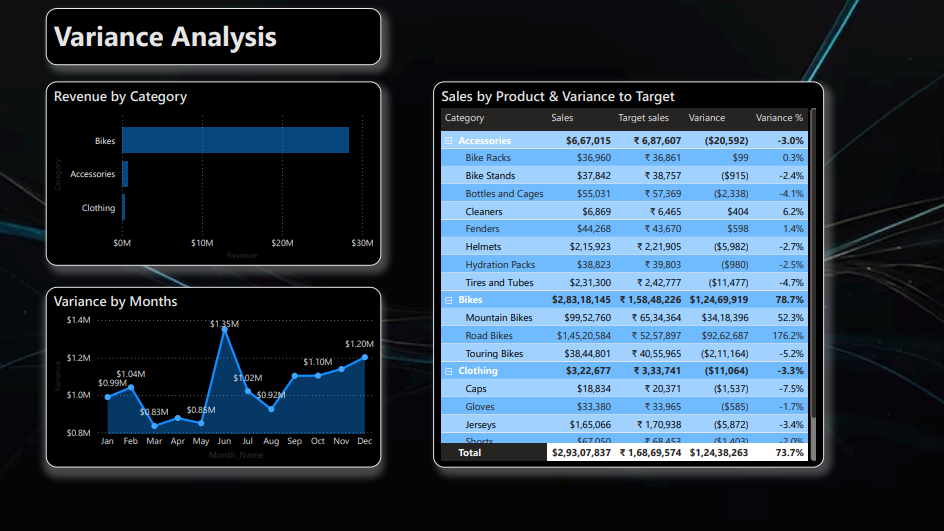 Variance Analysis
Revenue by Category
Bikes
Accessories
Clothing
Category
$0M $10M $20M $30M
Revenue
Variance by Months
$1.4M
$1.2M
$1.0M
$0.8M
$0.99M $1.04M $0.83M $0.85M $1.35M $1.02M $0.92M $1.10M $1.20M
Jan Feb Mar Apr May Jun Jul Aug Sep Oct Nov Dec
Month_Name
Sales by Product & Variance to Target
Category Sales Target sales Variance Variance %
Accessories $6,67,015 ₹ 6,87,607 ($20,592) -3.0%
Bike Racks $36,960 ₹ 36,861 $99 0.3%
Bike Stands $37,842 ₹ 38,757 ($915) -2.4%
Bottles and Cages $55,031 ₹ 57,369 ($2,338) -4.1%
Cleaners $6,869 ₹ 6,465 $404 6.2%
Fenders $44,268 ₹ 43,670 $598 1.4%
Helmets $2,15,923 ₹ 2,21,905 ($5,982) -2.7%
Hydration Packs $38,823 ₹ 39,803 ($980) -2.5%
Tires and Tubes $2,31,300 ₹ 2,42,777 ($11,477) -4.7%
Bikes $2,83,18,145 ₹ 1,58,48,226 $1,24,69,919 78.7%
Mountain Bikes $99,52,760 ₹ 65,34,364 $34,18,396 52.3%
Road Bikes $1,45,20,584 ₹ 52,57,897 $92,62,687 176.2%
Touring Bikes $38,44,801 ₹ 40,55,965 ($2,11,164) -5.2%
Clothing $3,22,677 ₹ 3,33,741 ($11,064) -3.3%
Caps $18,834 ₹ 20,371 ($1,537) -7.5%
Gloves $33,380 ₹ 33,965 ($585) -1.7%
Jerseys $1,65,066 ₹ 1,70,938 ($5,872) -3.4%
Shorts $67,050 ₹ 68,453 ($1,403) -2.0%
Total $2,93,07,837 ₹ 1,68,69,574 $1,24,38,263 73.7%